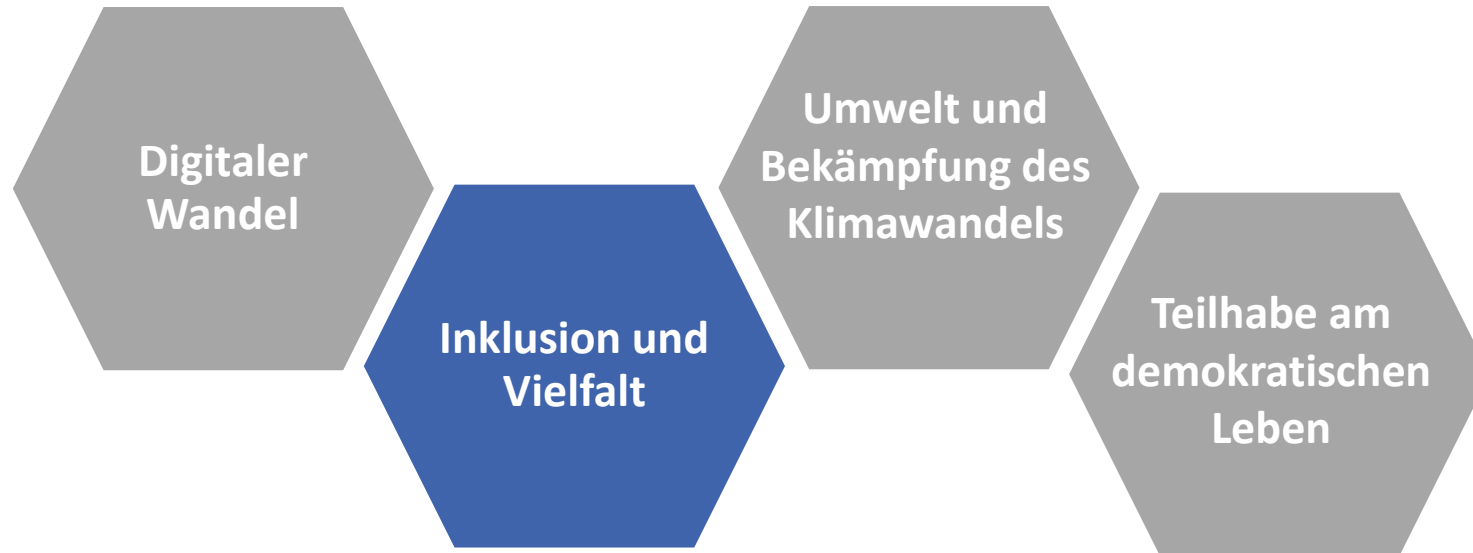 Digitaler
Wandel
Inklusion und
Vielfalt
Umwelt und
Bekämpfung des
Klimawandels
Teilhabe am
demokratischen
Leben